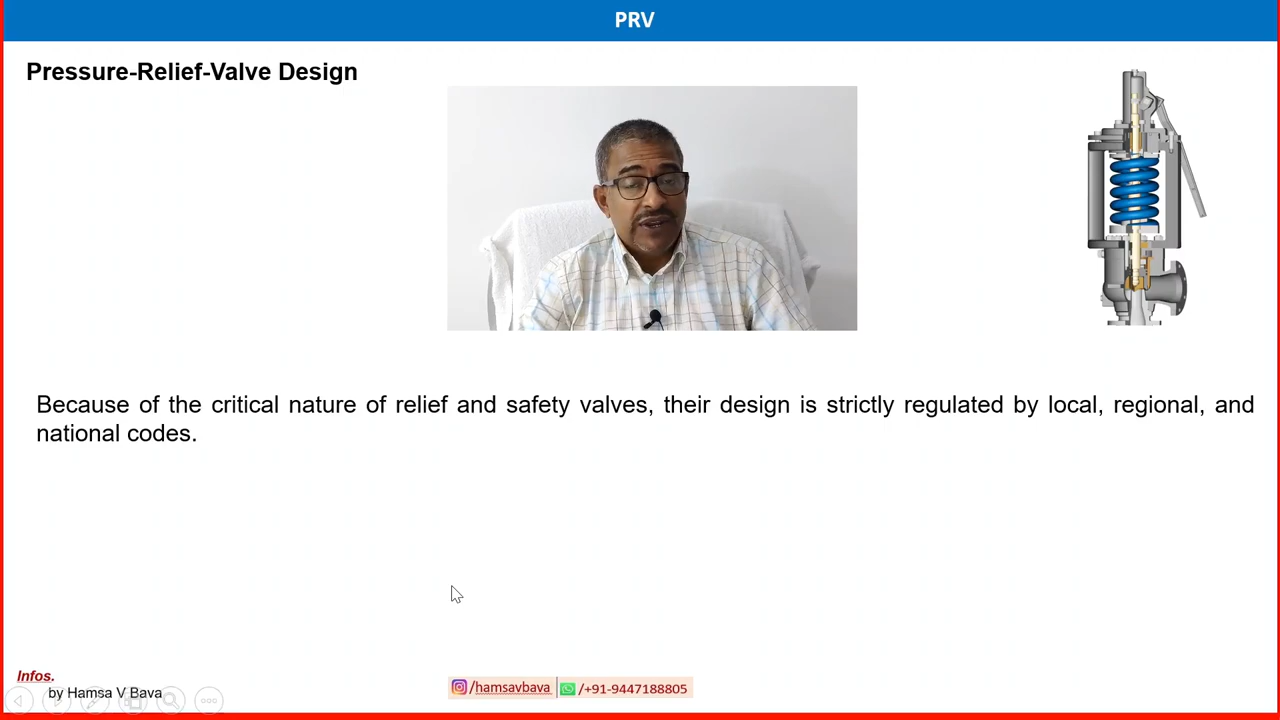 PRV
Pressure-Relief-Valve Design
Because of the critical nature of relief and safety valves, their design is strictly regulated by local, regional, and
national codes.
Infos.
by Hamsa V Bava
/hamsavbava /+91-9447188805